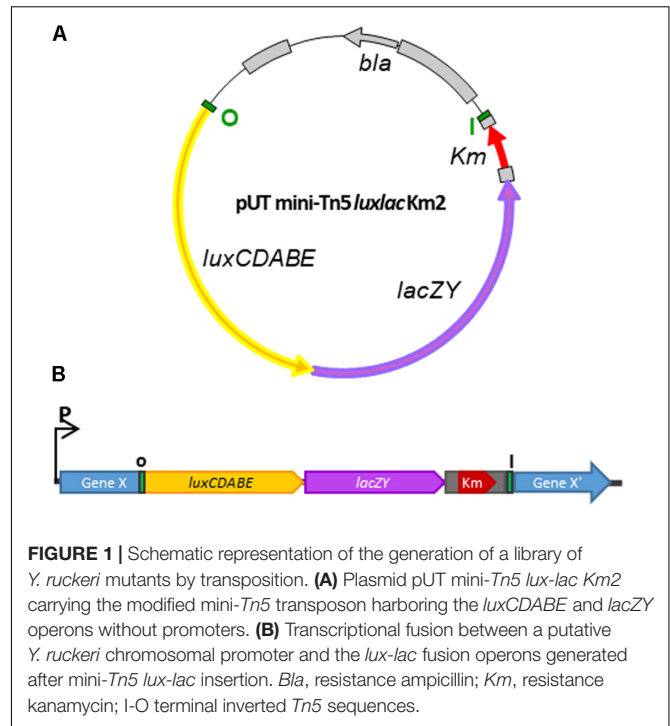 A
bla
O
I
Km
pUT mini-Tn5 luxlacKm2
luxCDABE
lacZY
B
P
O
I
Gene X
luxCDABE
lacZY
Km
Gene X'
FIGURE 1 | Schematic representation of the generation of a library of
Y. ruckeri mutants by transposition. (A) Plasmid pUT mini-Tn5 lux-lac Km2
carrying the modified mini-Tn5 transposon harboring the luxCDABE and lacZY
operons without promoters. (B) Transcriptional fusion between a putative
Y. ruckeri chromosomal promoter and the lux-lac fusion operons generated
after mini-Tn5 lux-lac insertion. Bla, resistance ampicillin; Km, resistance
kanamycin; I-O terminal inverted Tn5 sequences.